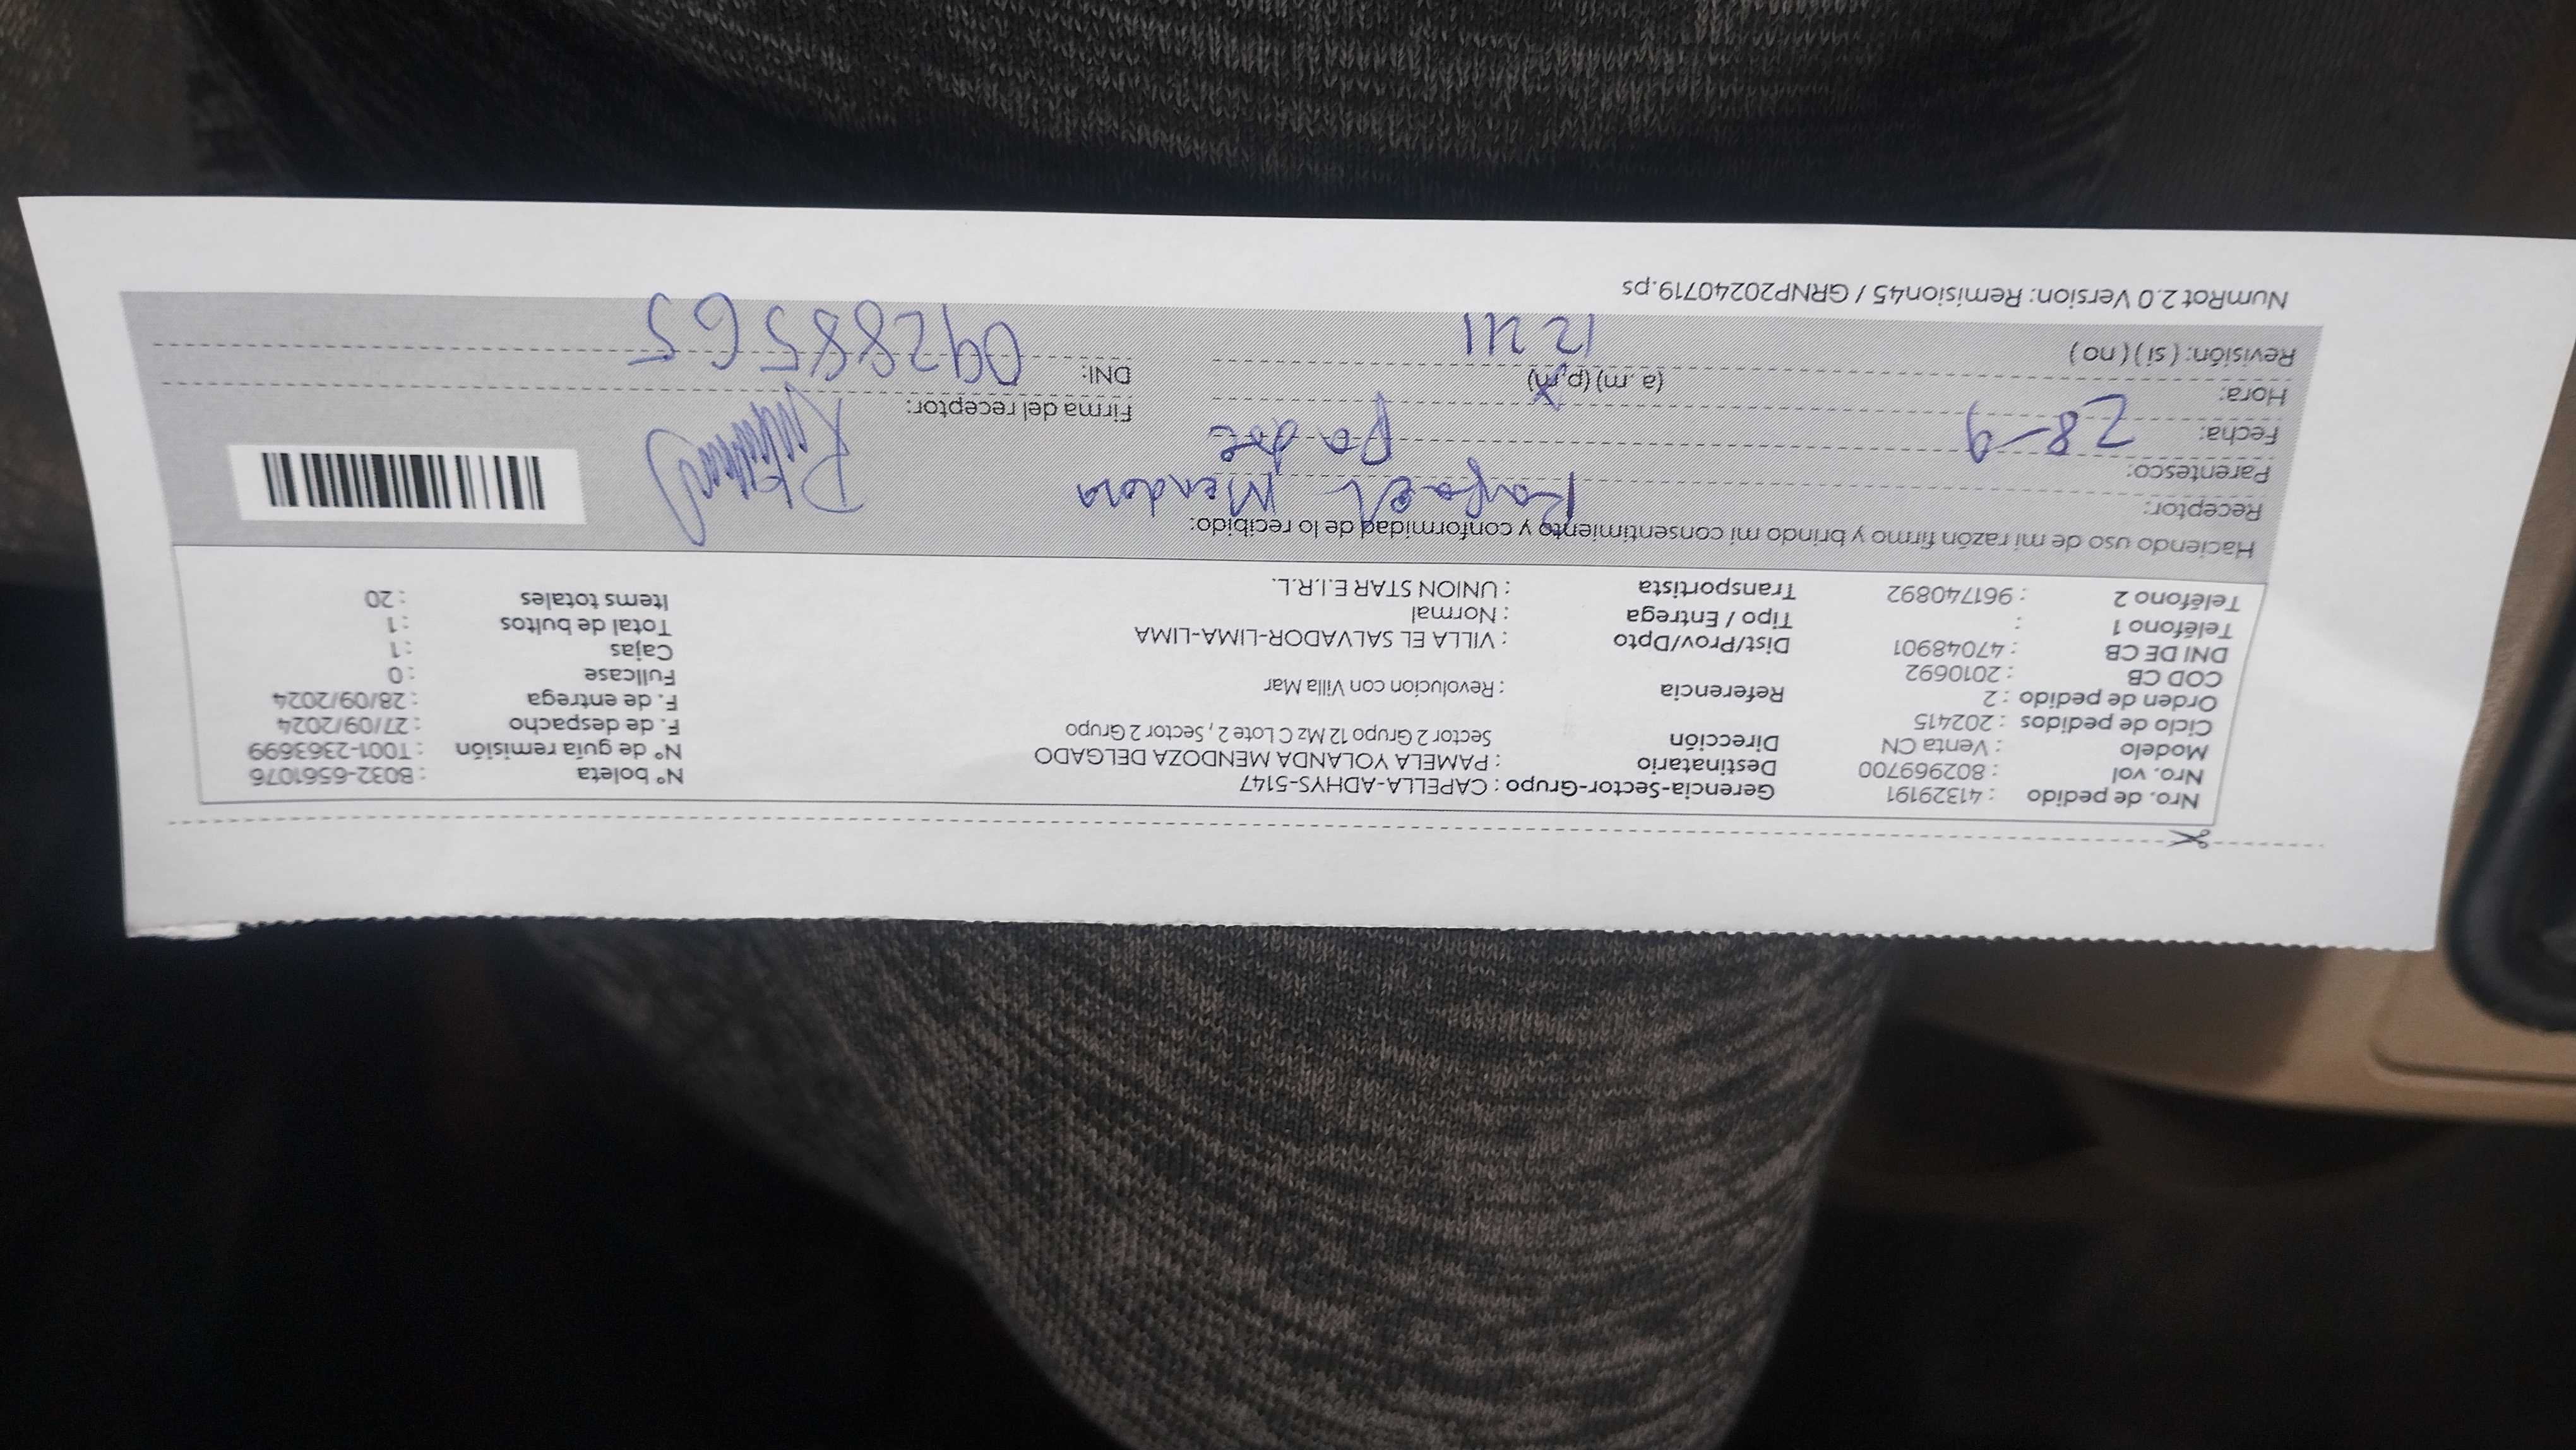 Nro. de pedido : 41329191 Gerencia-Sector-Grupo : CAPELLA-ADHYS-5147 N° boleta : B032-6561076
Nro. vol : 802969700 Destinatario : PAMELA YOLANDA MENDOZA DELGADO N° de guía remisión : T001-2363699
Modelo : Venta CN Dirección Sector 2 Grupo 12 Mz C Lote 2 , Sector 2 Grupo F. de despacho : 27/09/2024
Ciclo de pedidos : 202415 F. de entrega : 28/09/2024
Orden de pedido : 2 Referencia : Revolucion con Villa Mar Fullcase : 0
COD CB : 2010692 Cajas : 1
DNI DE CB : 47048901 Dist/Prov/Dpto : VILLA EL SALVADOR-LIMA-LIMA Total de bultos : 1
Teléfono 1 : Tipo / Entrega : Normal Items totales : 20
Teléfono 2 : 961740892 Transportista : UNION STAR E.I.R.L.
Haciendo uso de mi razón firmo y brindo mi consentimiento y conformidad de lo recibido:
Receptor: Rafael Mendoza
Parentesco: Padre
Fecha: 28-9 Firma del receptor:
Hora: (a. m) (p.m) DNI: 09288565
Revisión: ( si ) ( no ) 12 41
NumRot 2.0 Version: Remision45 / GRNP20240719.ps